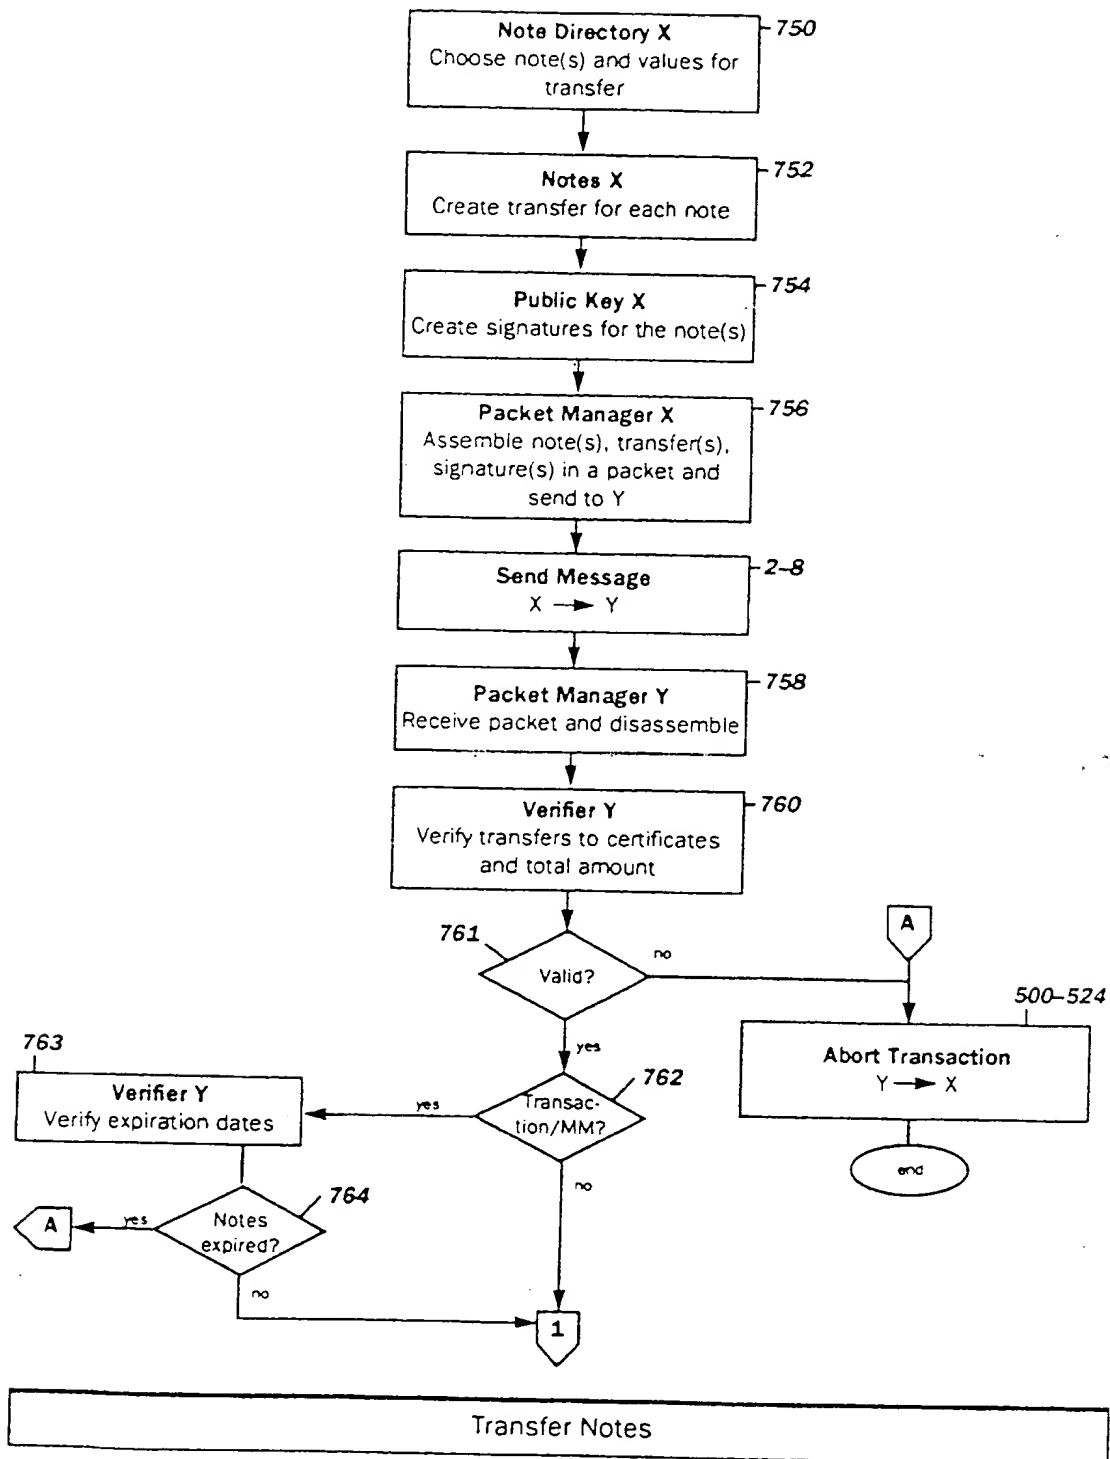 Note Directory X
Choose note(s) and values for
transfer
750
Notes X
Create transfer for each note
752
Public Key X
Create signatures for the note(s)
754
Packet Manager X
Assemble note(s), transfer(s),
signature(s) in a packet and
send to Y
756
Send Message
X → Y
2-8
Packet Manager Y
Receive packet and disassemble
758
Verifier Y
Verify transfers to certificates
and total amount
760
761
Valid?
no
A
500-524
Abort Transaction
Y → X
end
yes
762
Transac-
tion/MM?
yes
763
Verifier Y
Verify expiration dates
no
764
Notes
expired?
yes
A
no
1
Transfer Notes